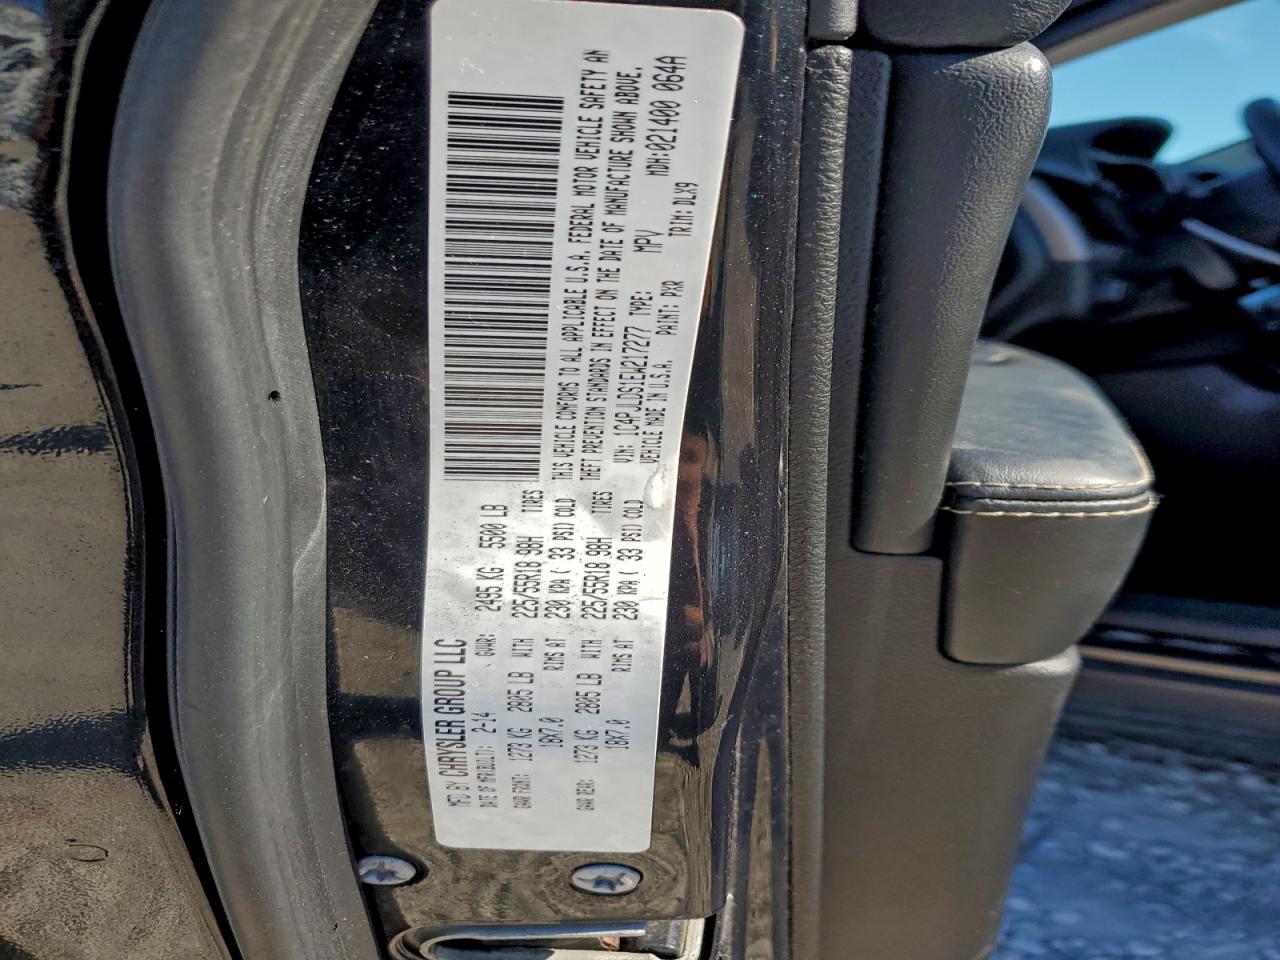 MFD BY CHRYSLER GROUP LLC
DATE OF MFR(BUILT): 2-14 GVWR: 2495 KG 5500 LB
GAWR FRONT: 1273 KG 2805 LB WITH 225/55R18 98H TIRES
18X7.0 RIMS AT 230 KPA( 33 PSI) COLD
GAWR REAR: 1273 KG 2805 LB WITH 225/55R18 98H TIRES
18X7.0 RIMS AT 230 KPA( 33 PSI) COLD
THIS VEHICLE CONFORMS TO ALL APPLICABLE U.S.A. FEDERAL MOTOR VEHICLE SAFETY AN
THEFT PREVENTION STANDARDS IN EFFECT ON THE DATE OF MANUFACTURE SHOWN ABOVE.
VIN: 1C4PJLDS1EW217277 TYPE: MPV MDH:021400 064A
VEHICLE MADE IN U.S.A. PAINT: PXR TRIM: DLX9